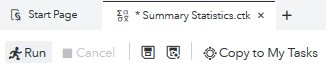 Start Page * Summary Statistics.ctk × +
Run Cancel Copy to My Tasks